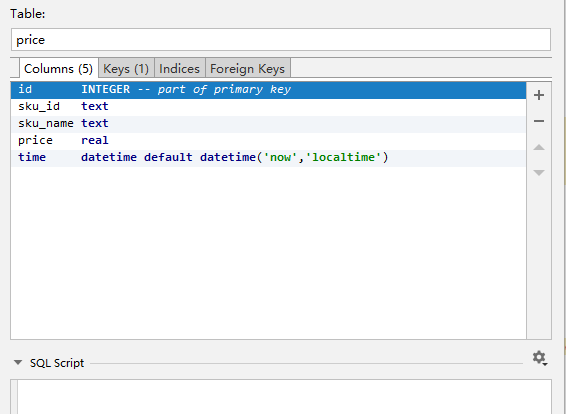 Table:
price
Columns (5) Keys (1) Indices Foreign Keys
id INTEGER -- part of primary key
sku_id text
sku_name text
price real
time datetime default datetime('now','localtime')
SQL Script